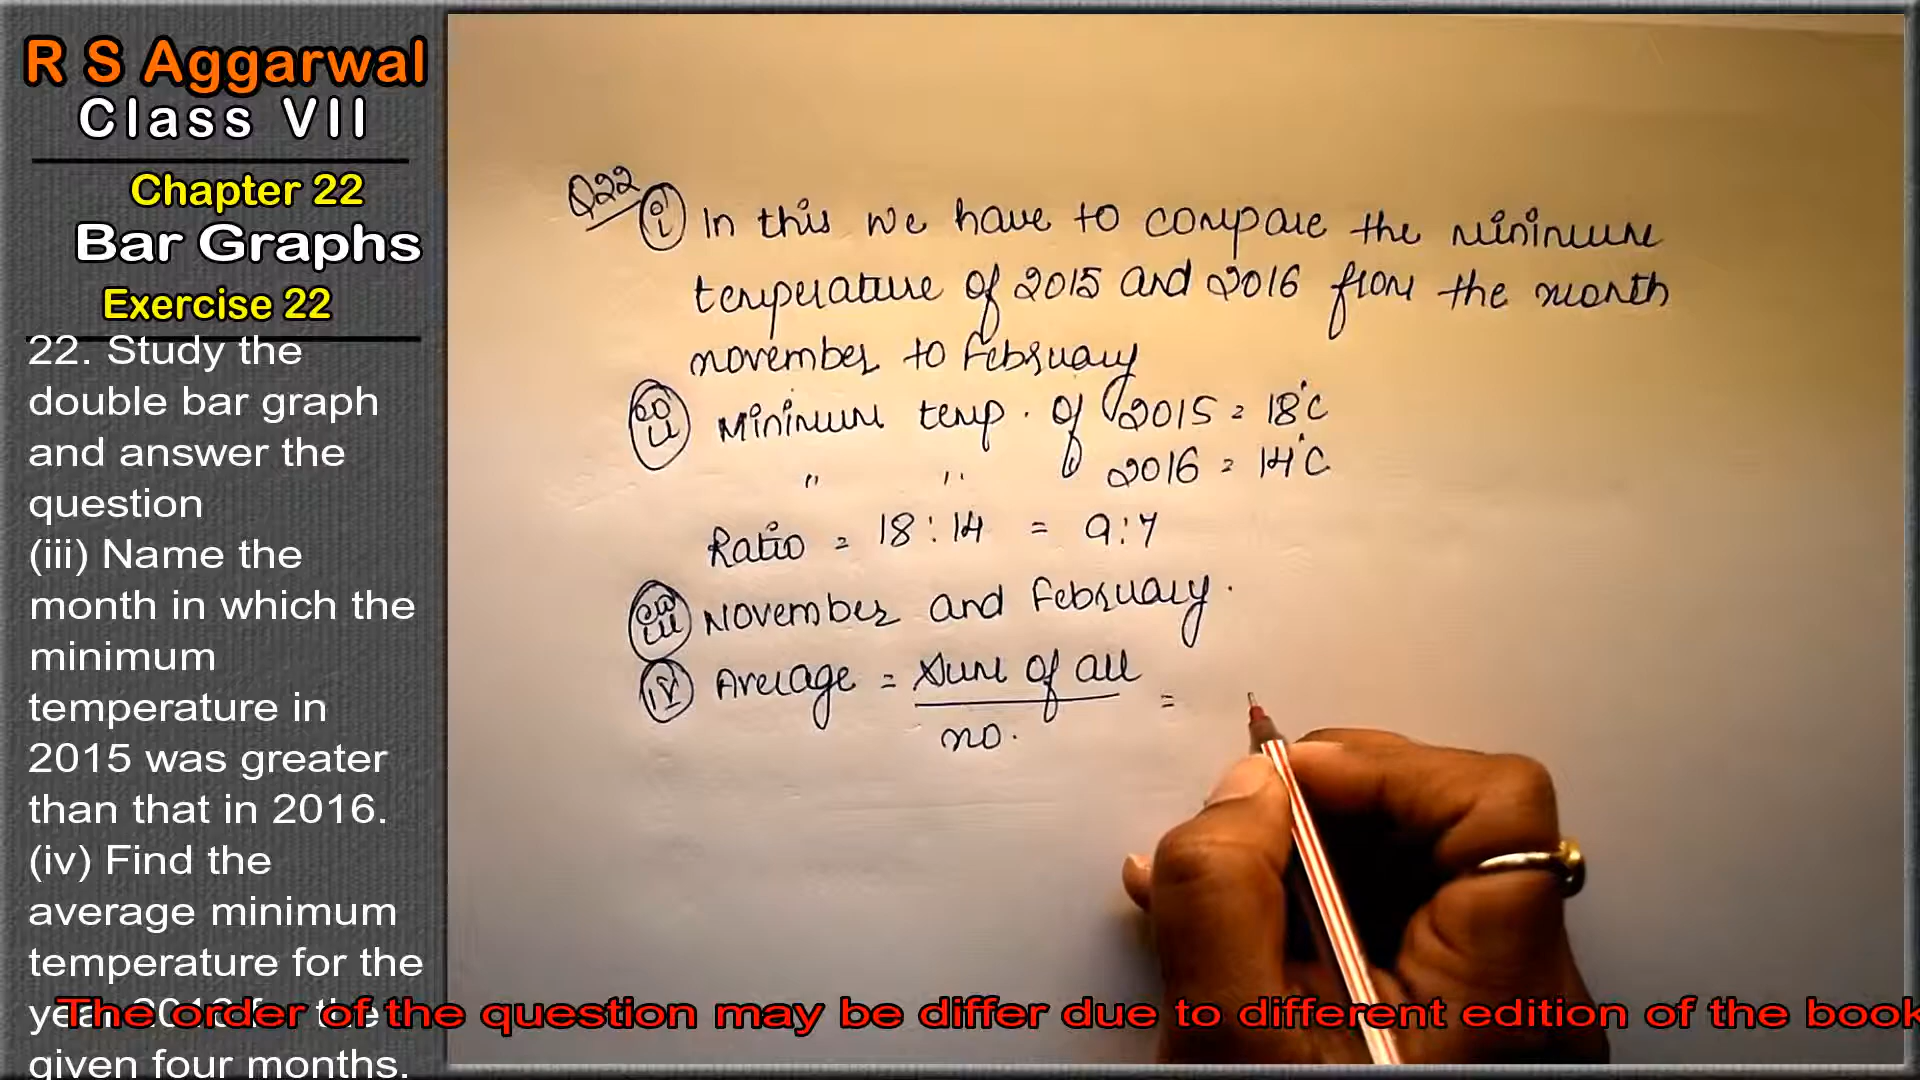 R S Aggarwal
Class VII
Chapter 22
Bar Graphs
Exercise 22
22. Study the
double bar graph
and answer the
question
(iii) Name the
month in which the
minimum
temperature in
2015 was greater
than that in 2016.
(iv) Find the
average minimum
temperature for the
given four months.
Q22 (i) In this we have to compare the minimum
temperature of 2015 and 2016 from the month
november to February
(ii) Minimum temp. of 2015 = 18°C
" " of 2016 = 14°C
Ratio = 18:14 = 9:7
(iii) November and February.
(iv) Average = Sum of all =
no.
The order of the question may be differ due to different edition of the book